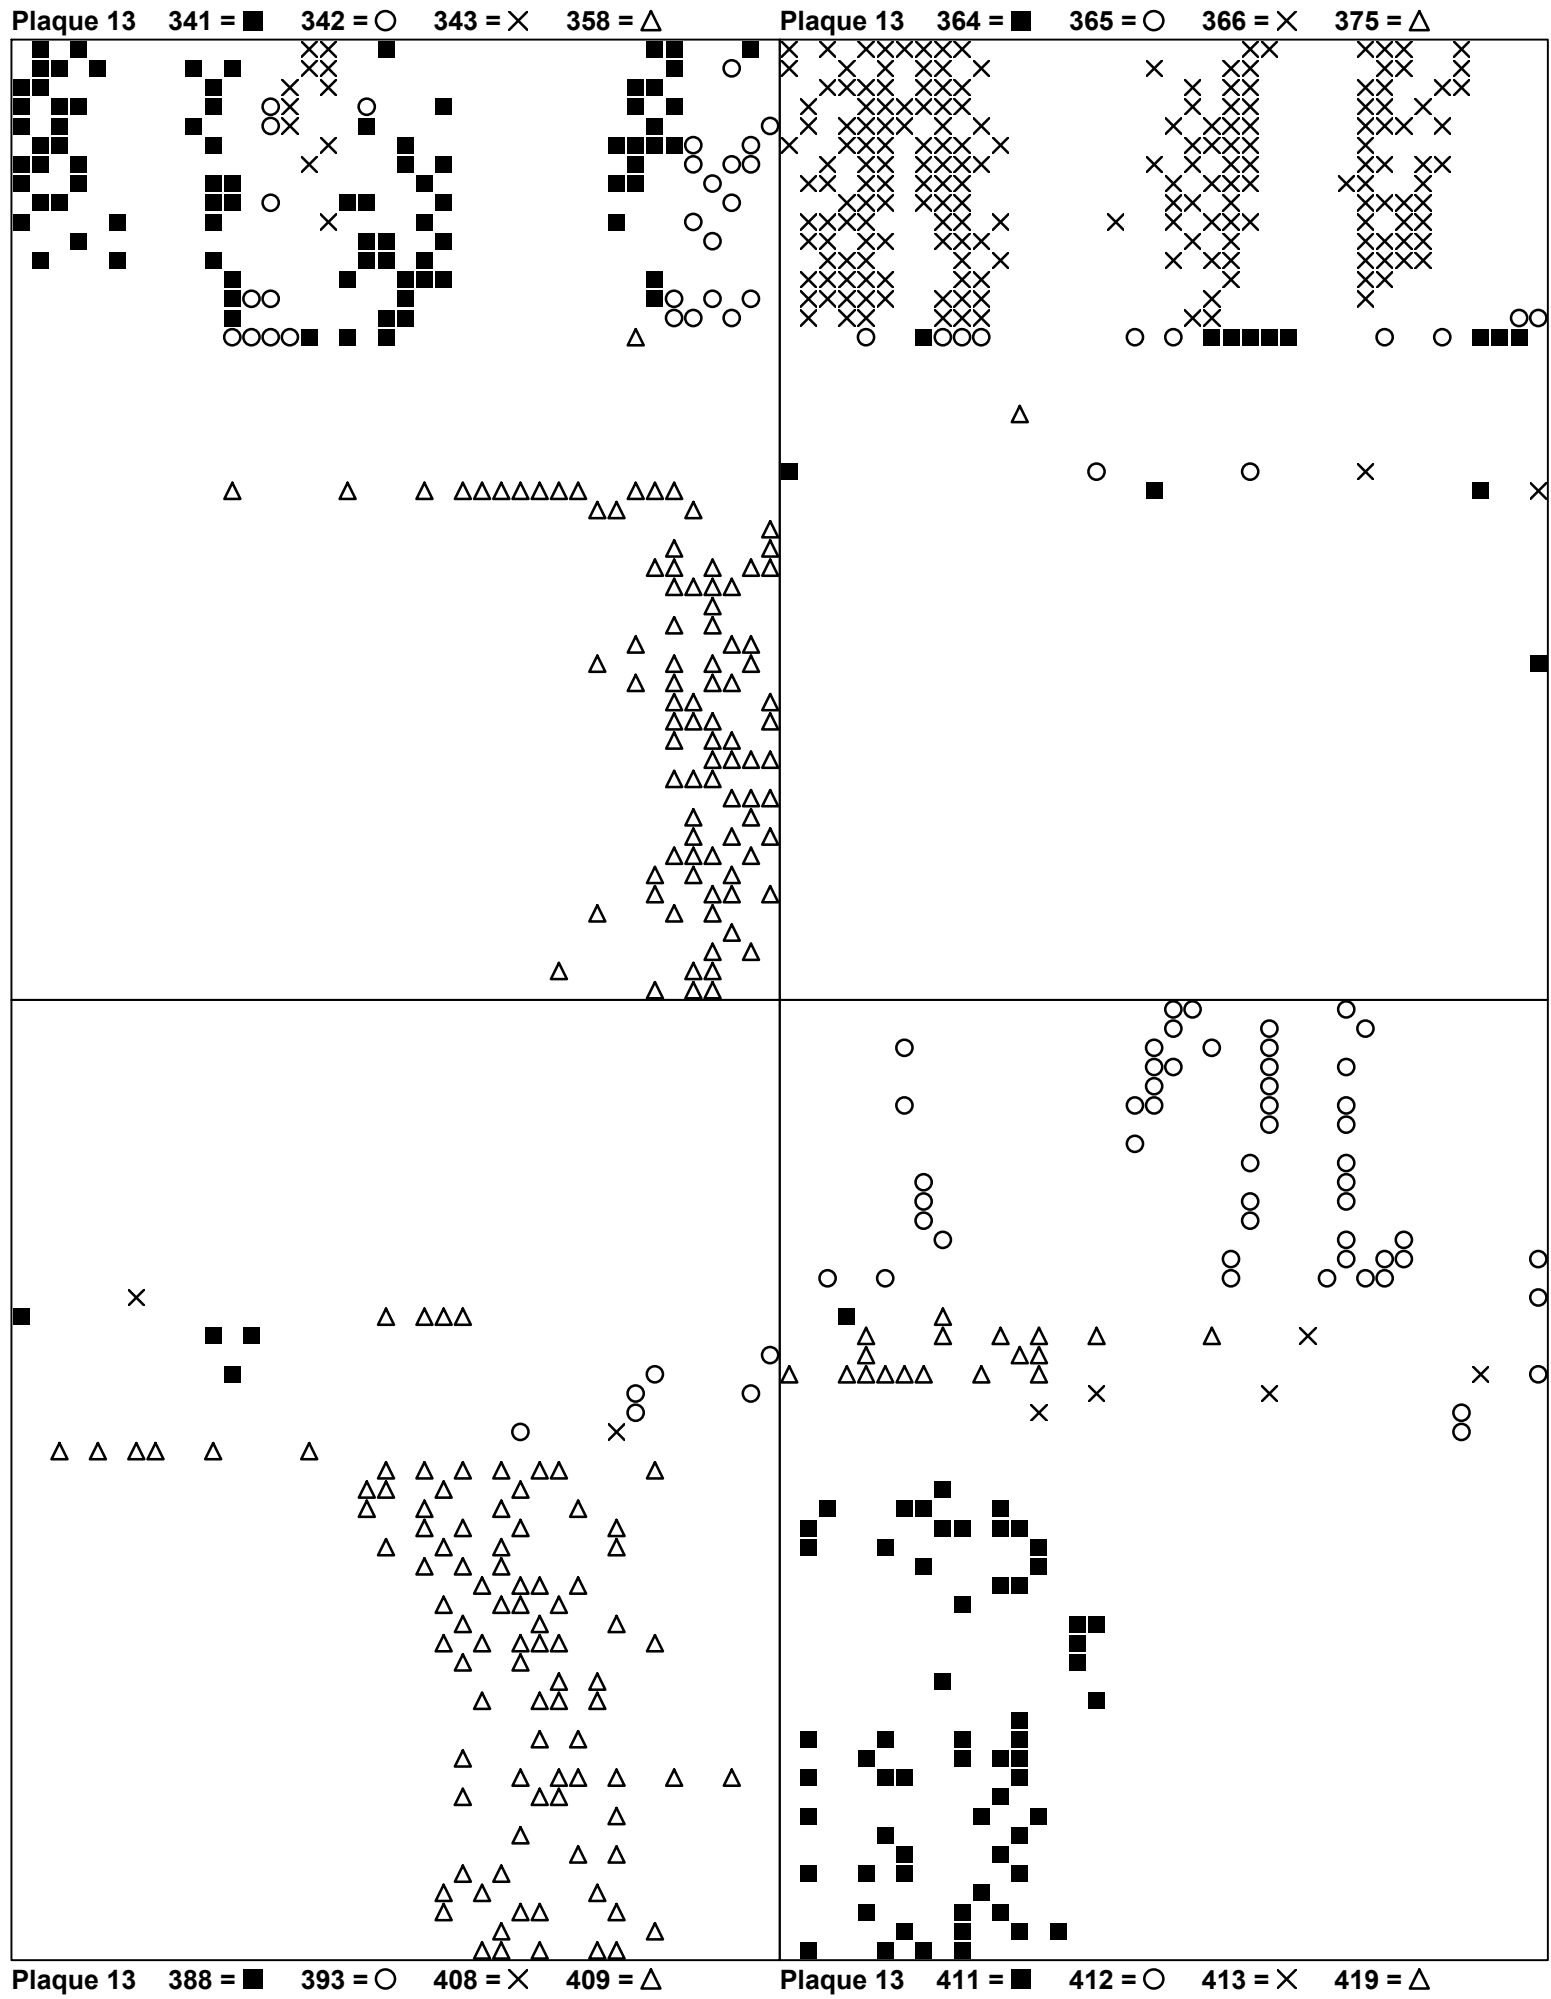 Plaque 13 341 = ■ 342 = ○ 343 = × 358 = △
Plaque 13 364 = ■ 365 = ○ 366 = × 375 = △
Plaque 13 388 = ■ 393 = ○ 408 = × 409 = △
Plaque 13 411 = ■ 412 = ○ 413 = × 419 = △